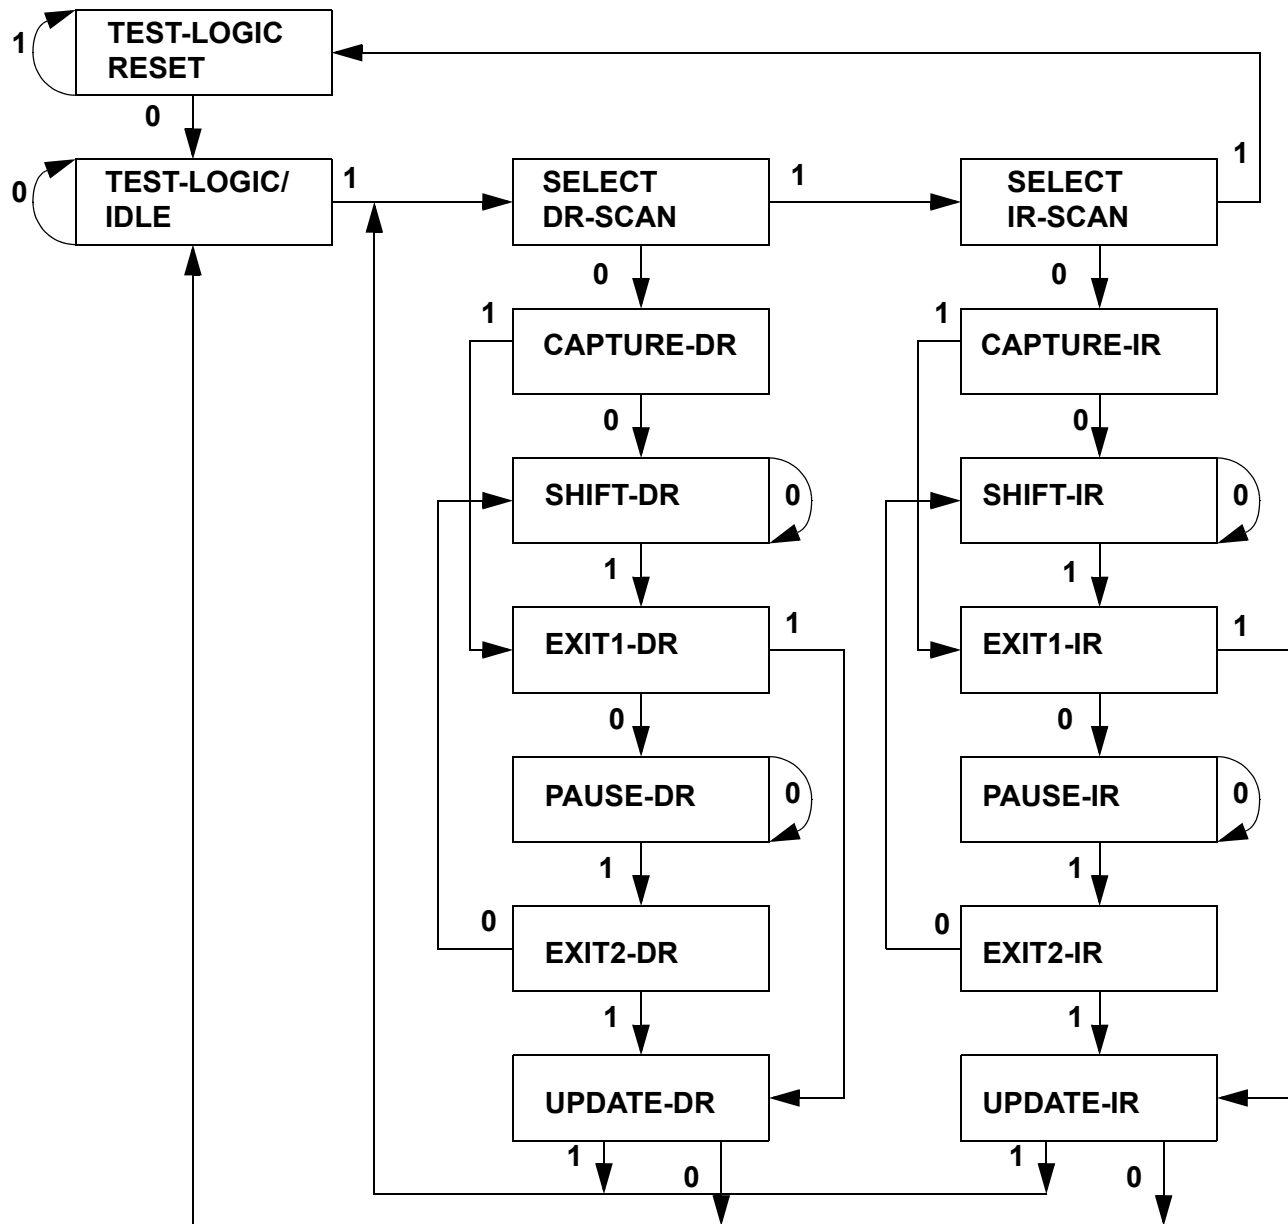 TEST-LOGIC
RESET
1
0
TEST-LOGIC/
IDLE
0
1
SELECT
DR-SCAN
1
SELECT
IR-SCAN
1
0
0
1
CAPTURE-DR
1
CAPTURE-IR
0
0
SHIFT-DR
0
SHIFT-IR
0
1
1
EXIT1-DR
1
EXIT1-IR
1
0
0
PAUSE-DR
0
PAUSE-IR
0
1
1
0
EXIT2-DR
0
EXIT2-IR
1
1
UPDATE-DR
UPDATE-IR
1
0
1
0